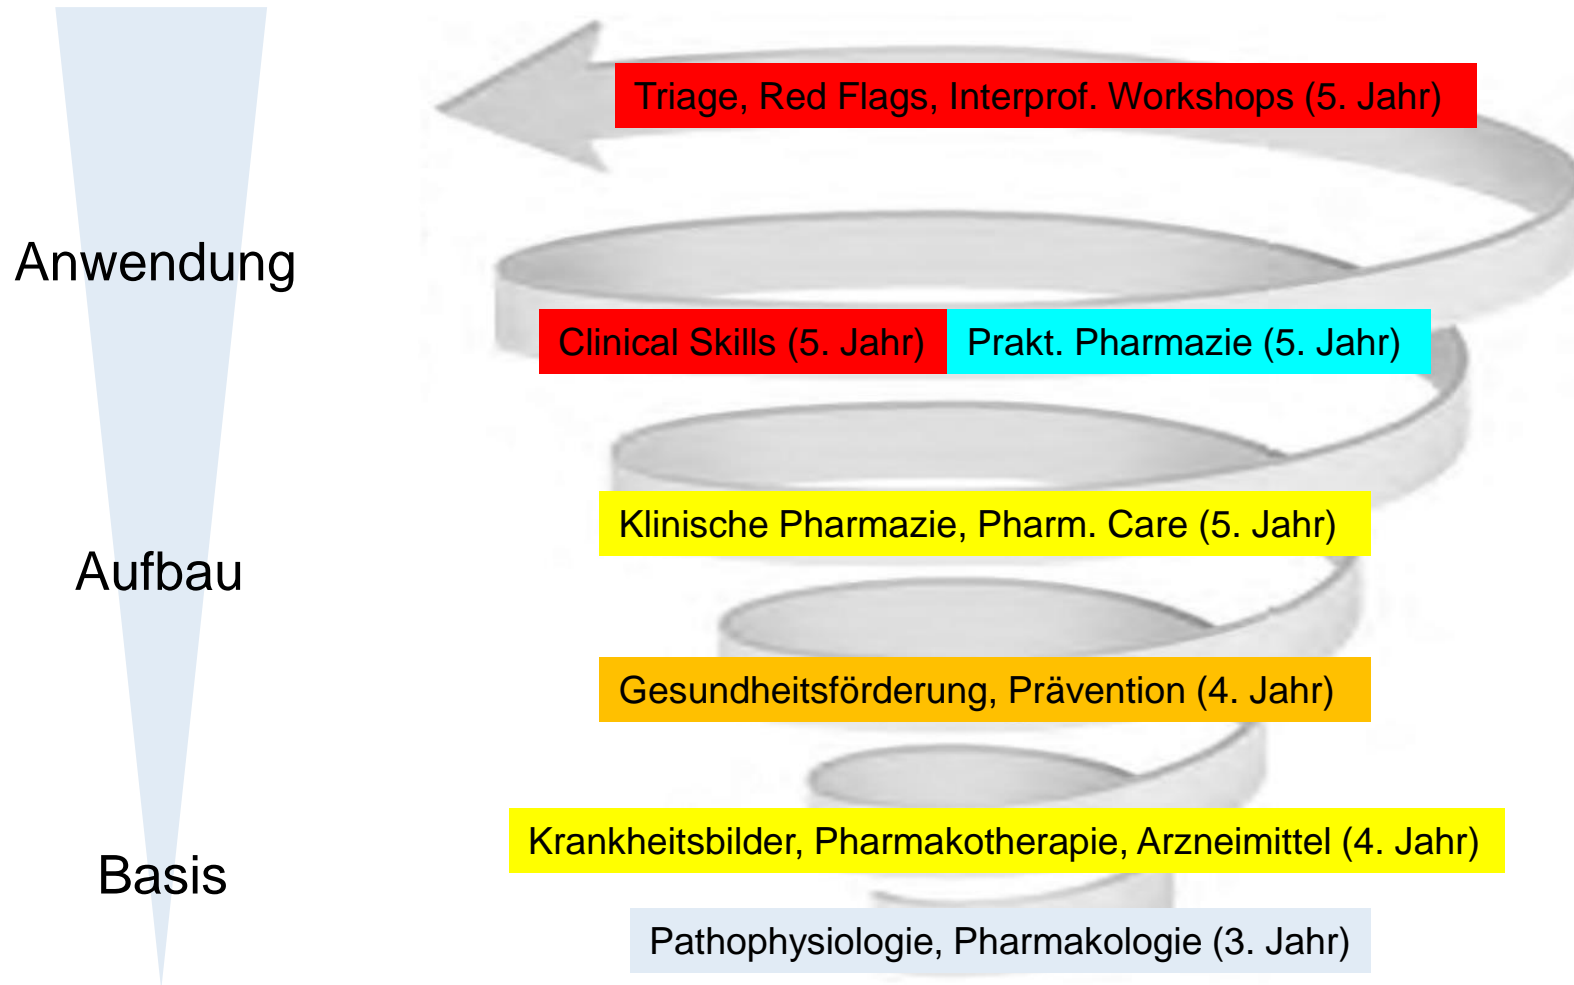 Triage, Red Flags, Interprof. Workshops (5. Jahr)
Anwendung
Clinical Skills (5. Jahr)
Prakt. Pharmazie (5. Jahr)
Klinische Pharmazie, Pharm. Care (5. Jahr)
Aufbau
Gesundheitsförderung, Prävention (4. Jahr)
Krankheitsbilder, Pharmakotherapie, Arzneimittel (4. Jahr)
Basis
Pathophysiologie, Pharmakologie (3. Jahr)